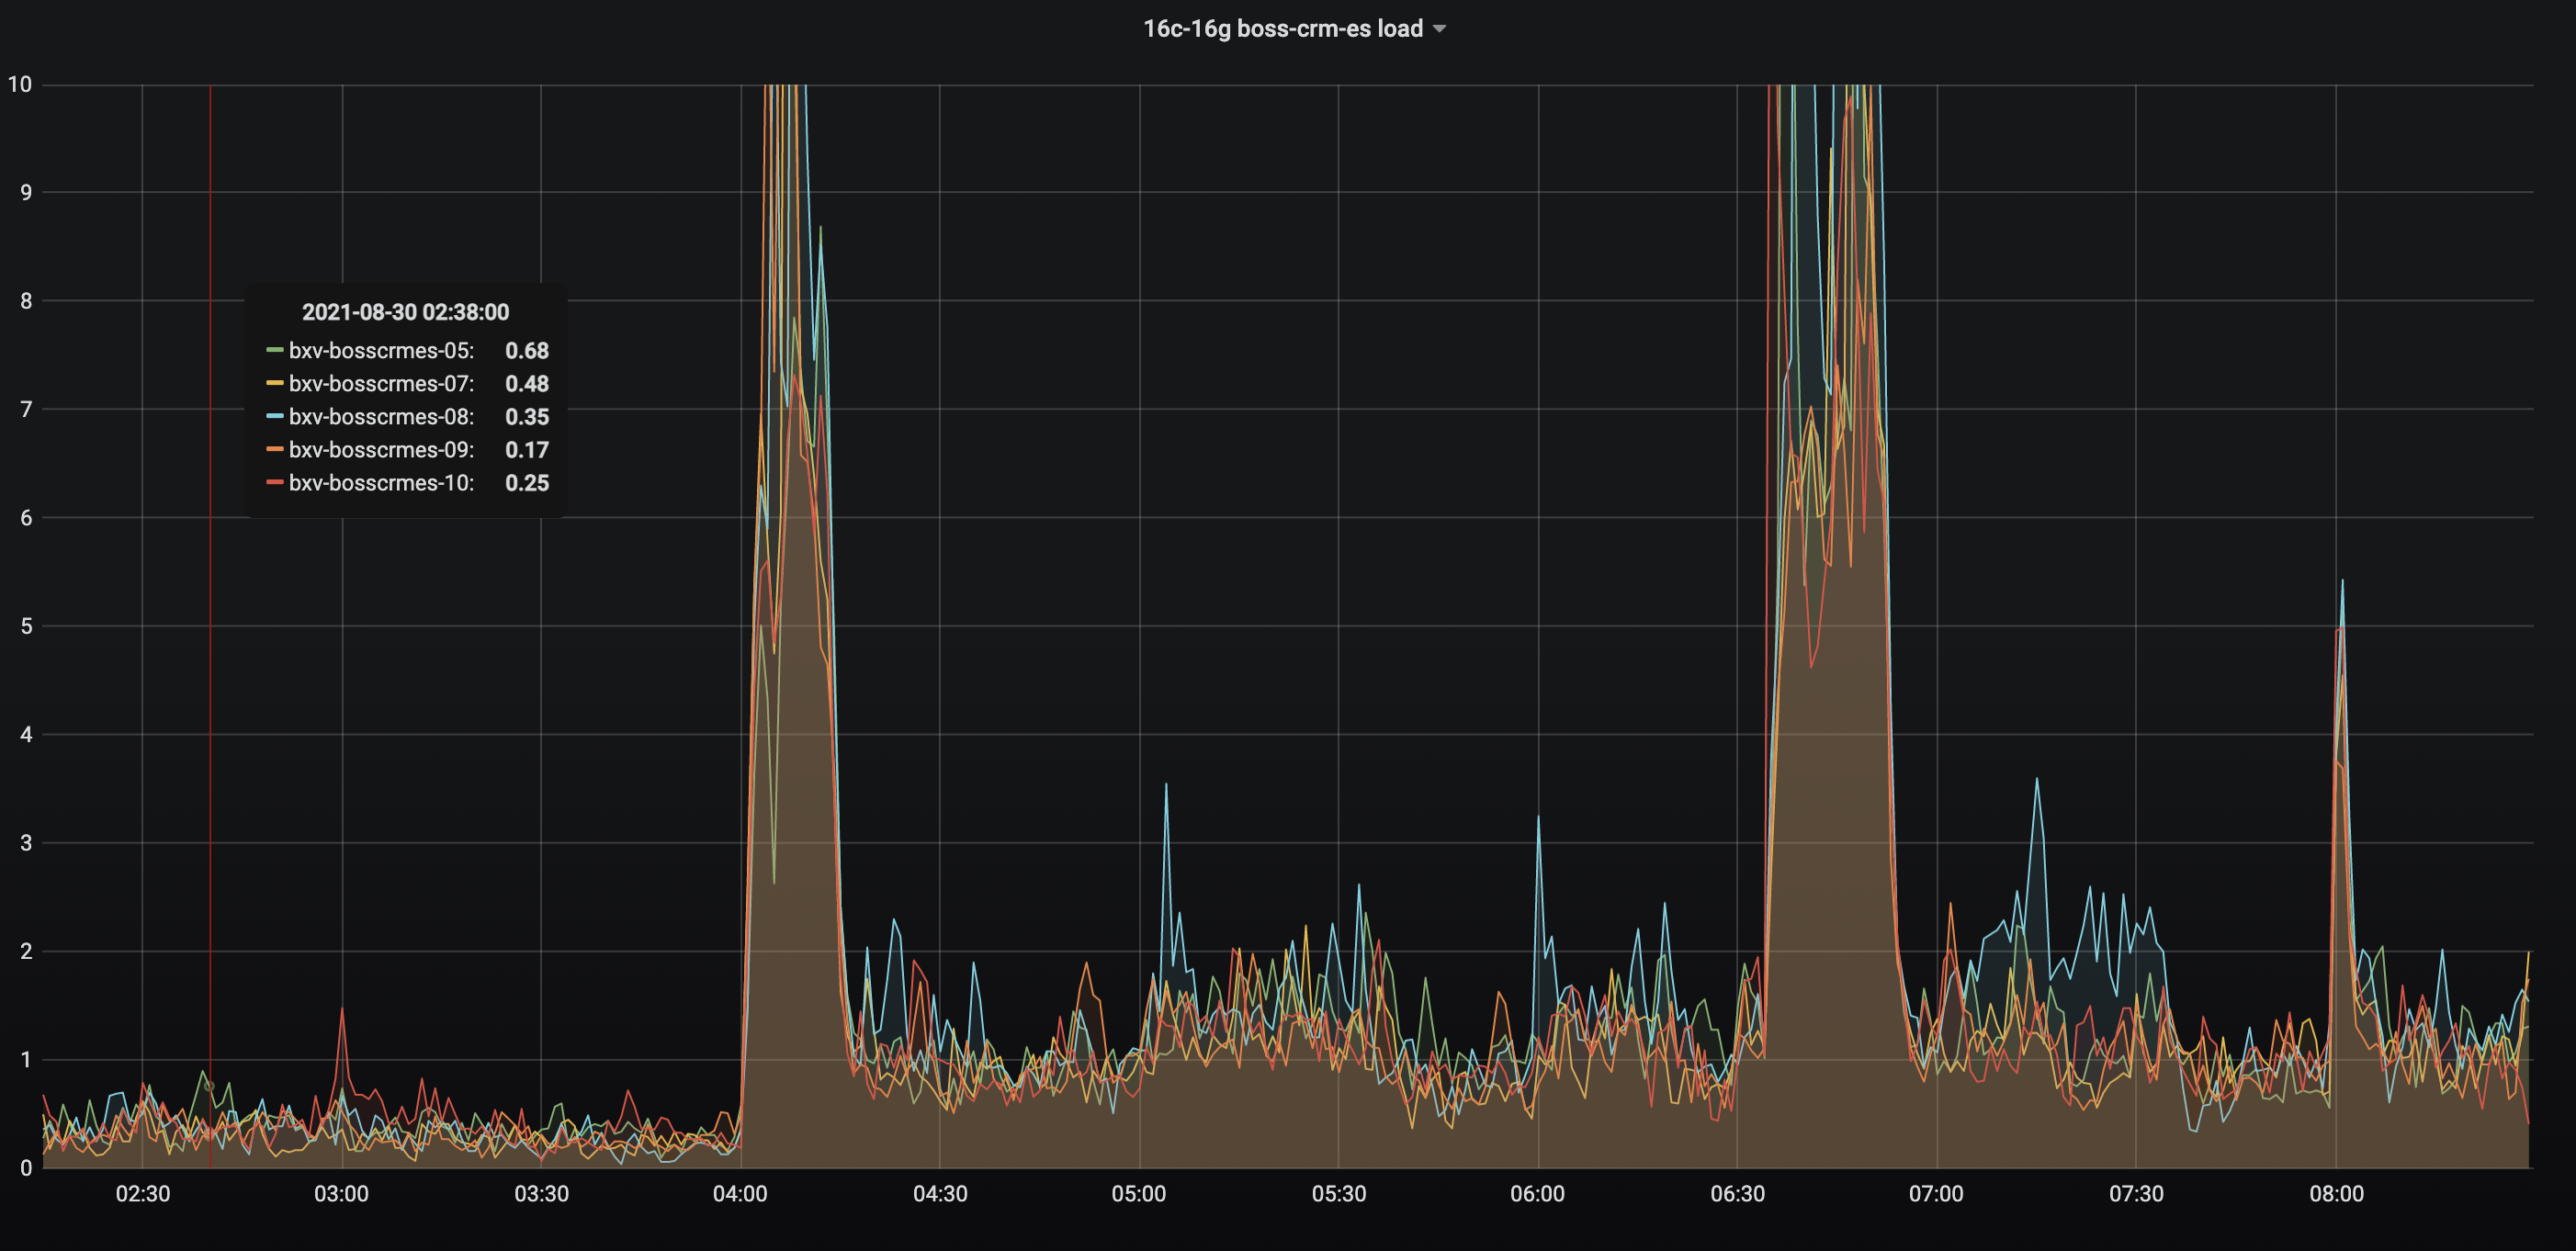 16c-16g boss-crm-es load
10
9
8
7
6
5
4
3
2
1
0
2021-08-30 02:38:00
bxv-bosscrmes-05: 0.68
bxv-bosscrmes-07: 0.48
bxv-bosscrmes-08: 0.35
bxv-bosscrmes-09: 0.17
bxv-bosscrmes-10: 0.25
02:30 03:00 03:30 04:00 04:30 05:00 05:30 06:00 06:30 07:00 07:30 08:00